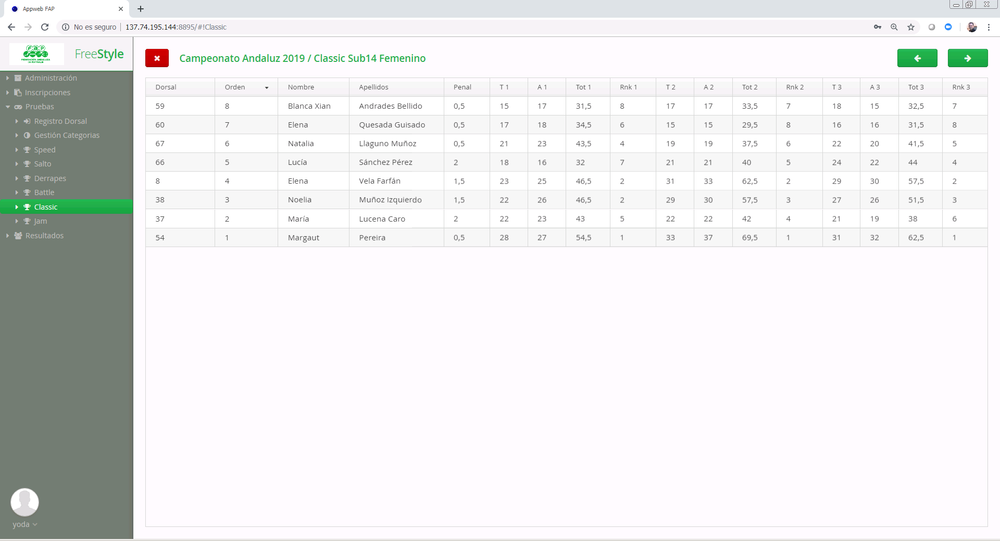 Appweb FAP
No es seguro 137.74.195.144:8895/#!Classic
FaP
FEDERACION ANDALUZA
DE PATINAJE
FreeStyle
Administración
Inscripciones
Pruebas
Registro Dorsal
Gestión Categorias
Speed
Salto
Derrapes
Battle
Classic
Jam
Resultados
yoda
Campeonato Andaluz 2019 / Classic Sub14 Femenino
Dorsal Orden Nombre Apellidos Penal T 1 A 1 Tot 1 Rnk 1 T 2 A 2 Tot 2 Rnk 2 T 3 A 3 Tot 3 Rnk 3
59 8 Blanca Xian Andrades Bellido 0,5 15 17 31,5 8 17 17 33,5 7 18 15 32,5 7
60 7 Elena Quesada Guisado 0,5 17 18 34,5 6 15 15 29,5 8 16 16 31,5 8
67 6 Natalia Llaguno Muñoz 0,5 21 23 43,5 4 19 19 37,5 6 22 20 41,5 5
66 5 Lucía Sánchez Pérez 2 18 16 32 7 21 21 40 5 24 22 44 4
8 4 Elena Vela Farfán 1,5 23 25 46,5 2 31 33 62,5 2 29 30 57,5 2
38 3 Noelia Muñoz Izquierdo 1,5 22 26 46,5 2 29 30 57,5 3 27 26 51,5 3
37 2 María Lucena Caro 2 22 23 43 5 22 22 42 4 21 19 38 6
54 1 Margaut Pereira 0,5 28 27 54,5 1 33 37 69,5 1 31 32 62,5 1